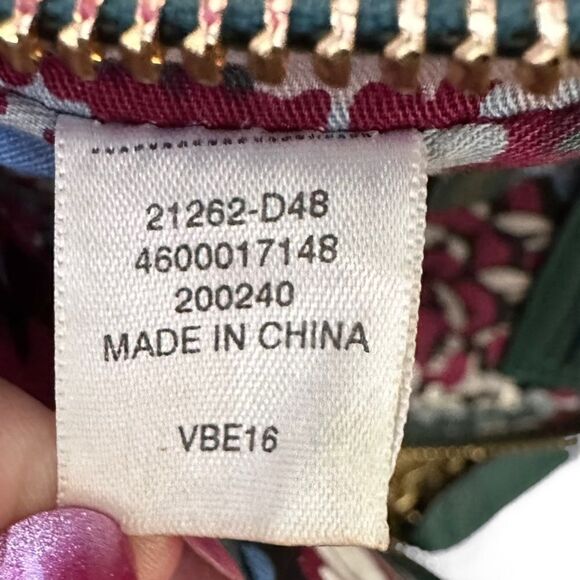 21262-D48
4600017148
200240
MADE IN CHINA
VBE16